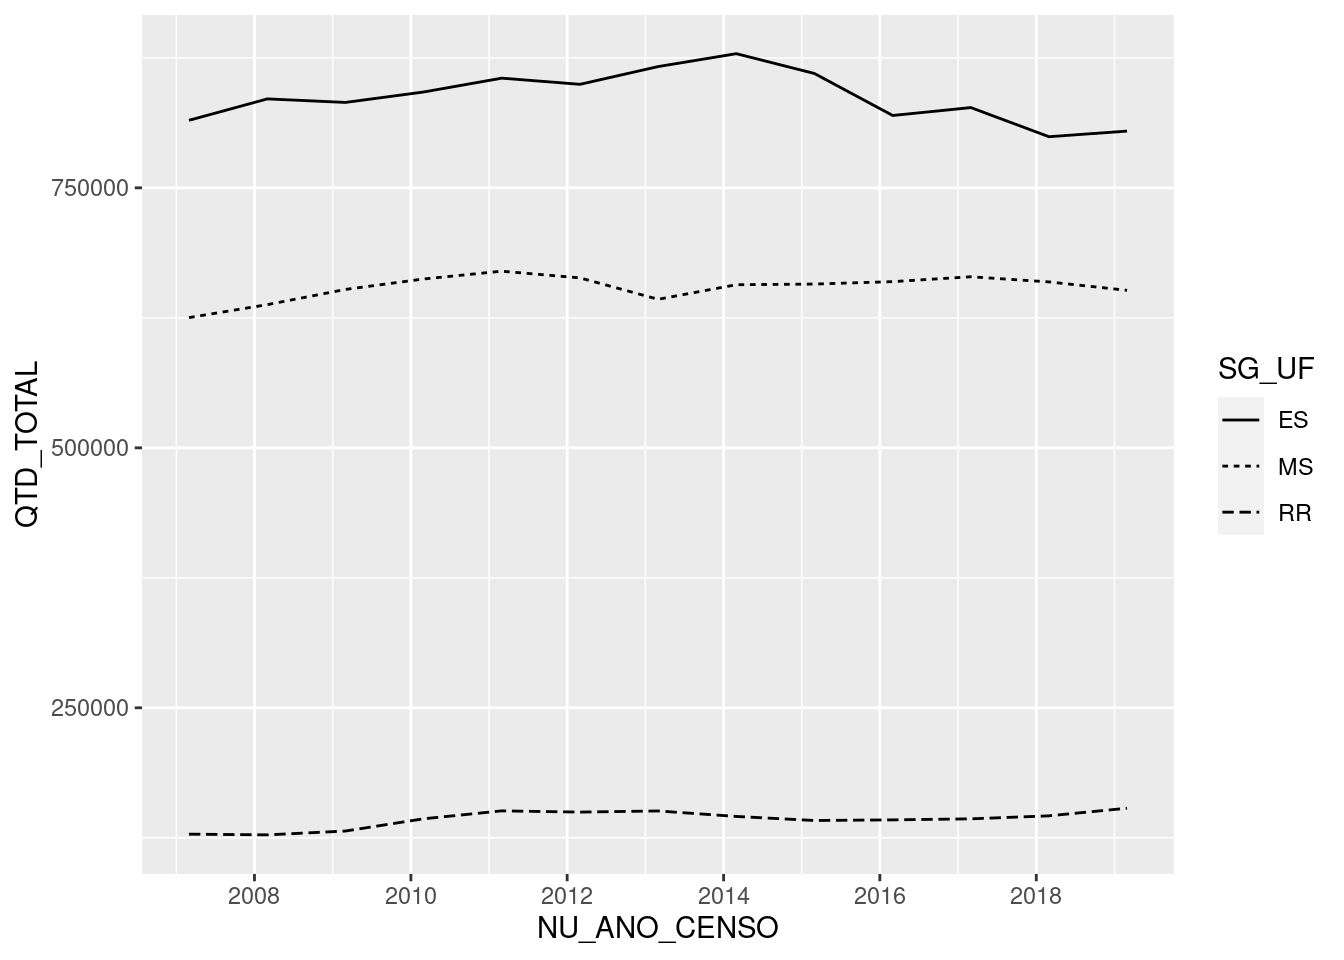 750000
500000
250000
QTD_TOTAL
2008 2010 2012 2014 2016 2018
NU_ANO_CENSO
SG_UF
ES
MS
RR